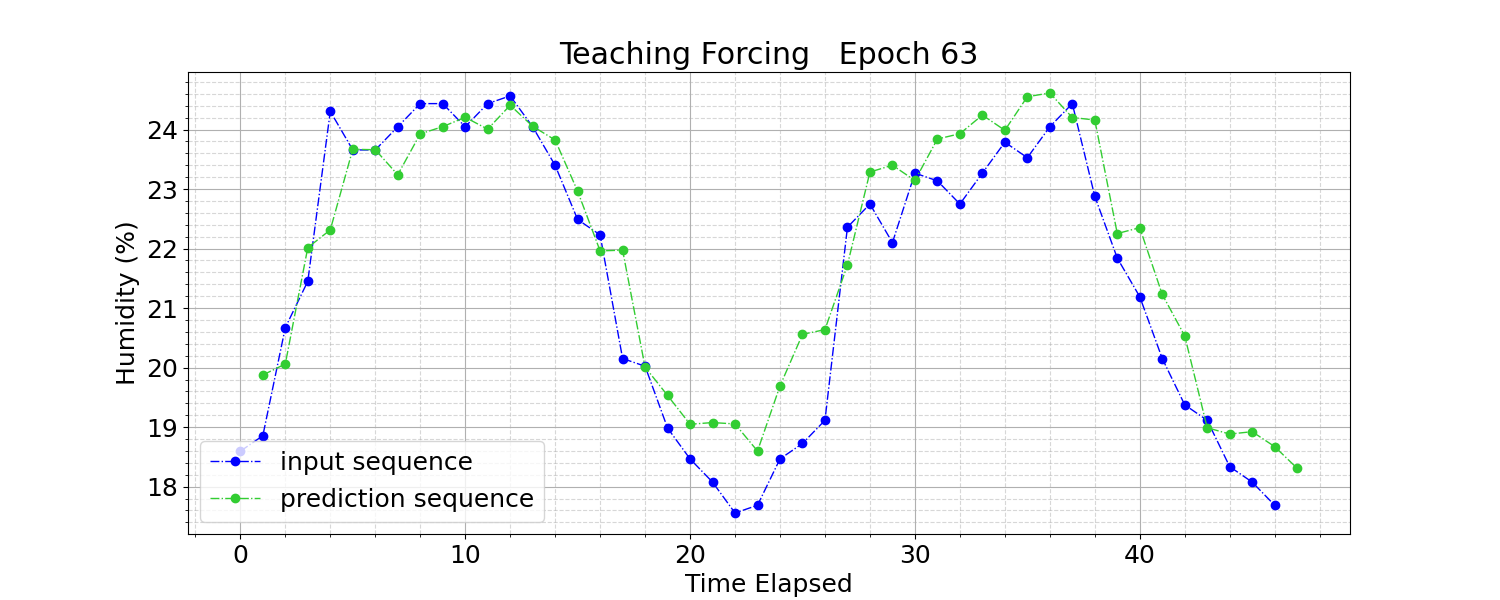 Teaching Forcing   Epoch 63
Humidity (%)
24
23
22
21
20
19
18
input sequence
prediction sequence
0 10 20 30 40
Time Elapsed